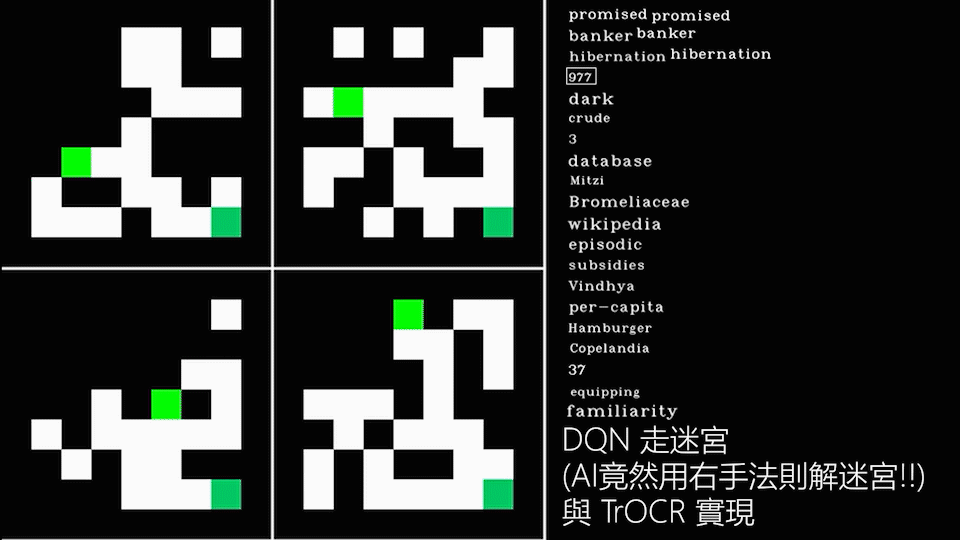 promised promised
banker banker
hibernation hibernation
977
dark
crude
3
database
Mitzi
Bromeliaceae
wikipedia
episodic
subsidies
Vindhya
per-capita
Hamburger
Copelandia
37
equipping
familiarity
DQN 走迷宮
(AI竟然用右手法則解迷宮!!)
與 TrOCR 實現